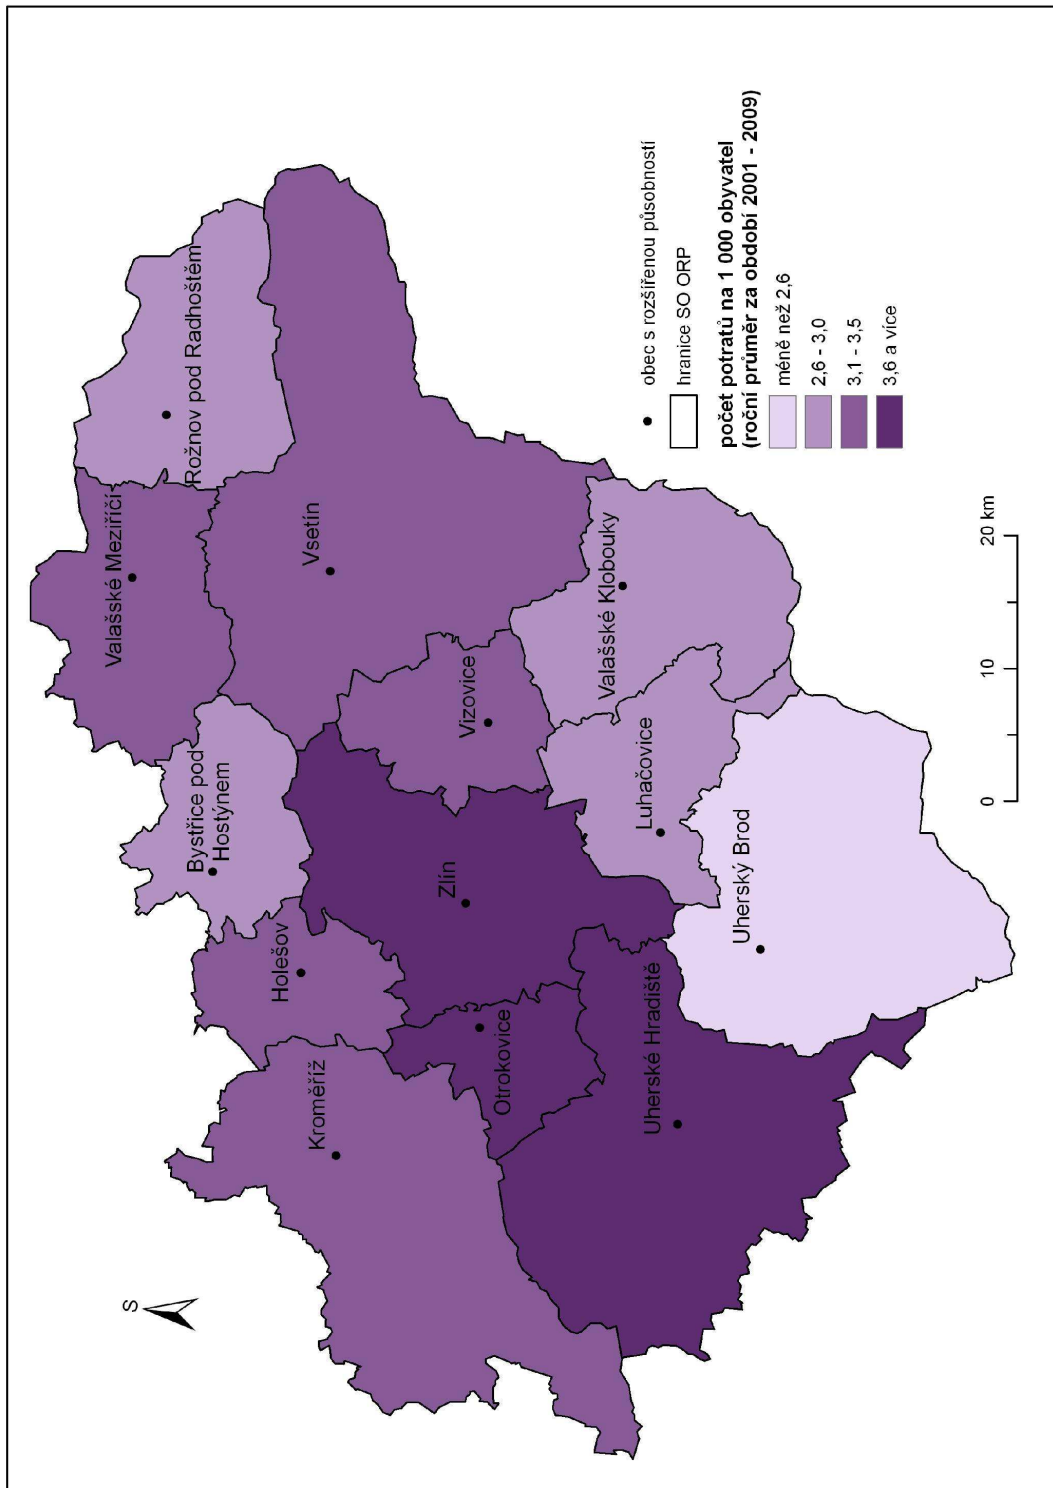 S
Kroměříž
Holešov
Bystřice pod
Hostýnem
Valašské Meziříčí
Rožnov pod Radhoštěm
Vsetín
Zlín
Otrokovice
Vizovice
Uherské Hradiště
Luhačovice
Valašské Klobouky
Uherský Brod
0
10
20 km
obec s rozšířenou působností
hranice SO ORP
počet potratů na 1 000 obyvatel
(roční průměr za období 2001 - 2009)
méně než 2,6
2,6 - 3,0
3,1 - 3,5
3,6 a více